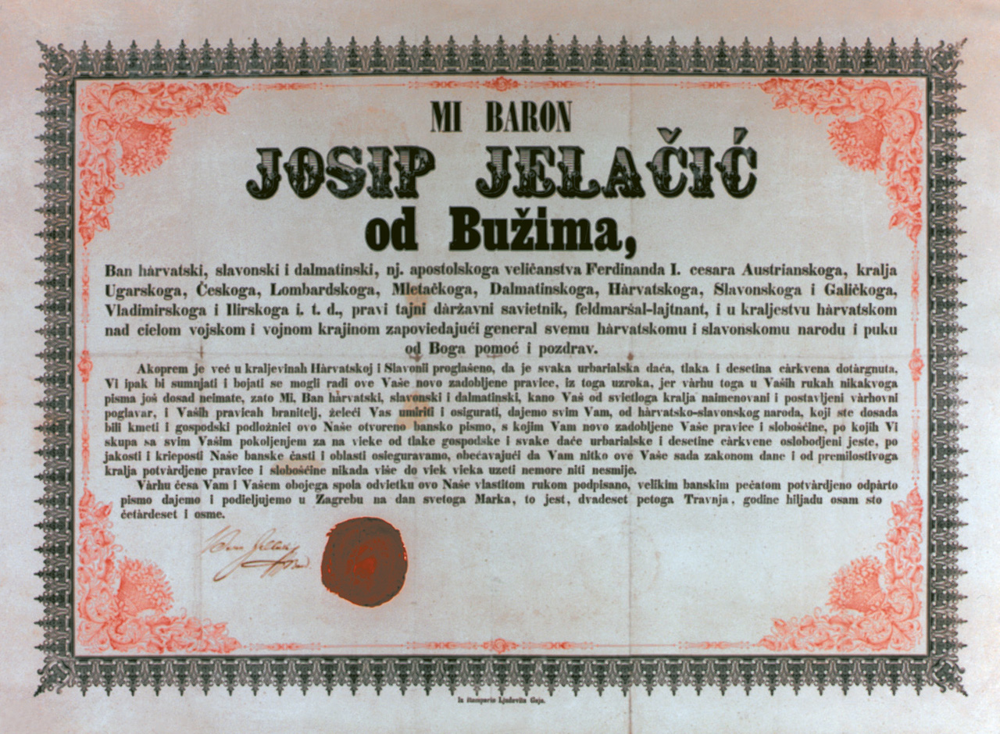 MI BARON
JOSIP JELAČIĆ
od Bužima,
Ban hàrvatski, slavonski i dalmatinski, nj. apostolskoga veličanstva Ferdinanda I. cesara Austrianskoga, kralja
Ugarskoga, Českoga, Lombardskoga, Mletačkoga, Dalmatinskoga, Hàrvatskoga, Slavonskoga i Galičkoga,
Vladimirskoga i Ilirskoga i. t. d., pravi tajni dàržavni savietnik, feldmaršal-lajtnant, i u kraljestvu hàrvatskom
nad cielom vojskom i vojnom krajinom zapoviedajući general svemu hàrvatskomu i slavonskomu narodu i puku
od Boga pomoć i pozdrav.
Akoprem je već u kraljevinah Hàrvatskoj i Slavonii proglašeno, da je svaka urbarialska daća, tlaka i desetina càrkvena dotàrgnuta,
Vi ipak bi sumnjati i bojati se mogli radi ove Vaše novo zadobljene pravice, iz toga uzroka, jer vàrhu toga u Vaših rukah nikakvoga
pisma još dosad neimate, zato Mi, Ban hàrvatski, slavonski i dalmatinski, kano Vaš od svietloga kralja naimenovani i postavljeni vàrhovni
poglavar, i Vaših pravicah branitelj, želeći Vas umiriti i osigurati, dajemo svim Vam, od hàrvatsko-slavonskog naroda, koji ste dosada
bili kmeti i gospodski podložnici ovo Naše otvoreno bansko pismo, s kojim Vam novo zadobljene Vaše pravice i slobošćine, po kojih Vi
skupa sa svim Vašim pokoljenjem za na vieke od tlake gospodske i svake daće urbarialske i desetine càrkvene oslobodjeni jeste, po
jakosti i krieposti Naše banske časti i oblasti osieguravamo, obećavajući da Vam nitko ove Vaše sada zakonom dane i od premilostivoga
kralja potvàrdjene pravice i slobošćine nikada više do viek vieka uzeti nemore niti nesmije.
Vàrhu česa Vam i Vašem obojega spola odvietku ovo Naše vlastitom rukom podpisano, velikim banskim pečatom potvàrdjeno odpàrto
pismo dajemo i podieljujemo u Zagrebu na dan svetoga Marka, to jest, dvadeset petoga Travnja, godine hiljadu osam sto
četàrdeset i osme.
Iz štamparie Ljudevita Gaja.